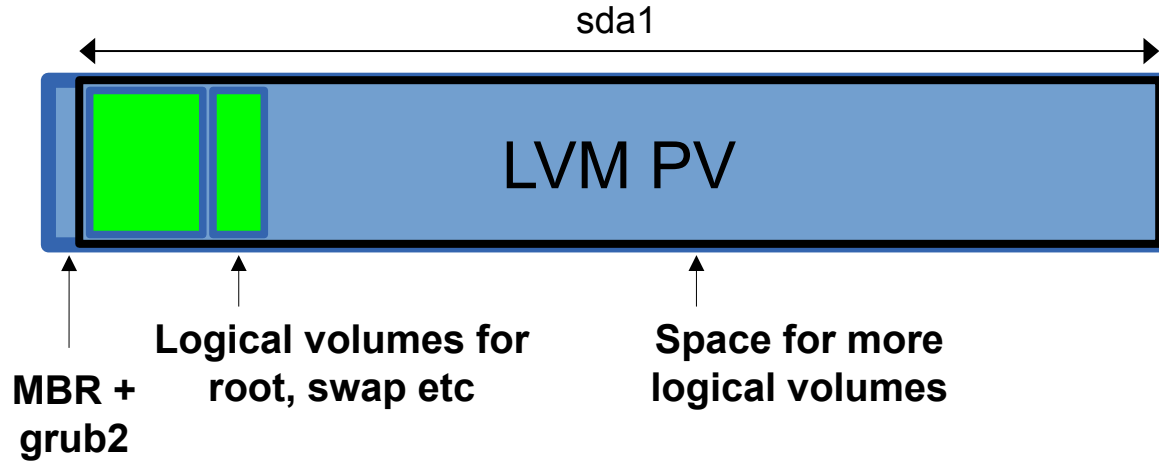 sda1
LVM PV
Logical volumes for
root, swap etc
Space for more
logical volumes
MBR +
grub2